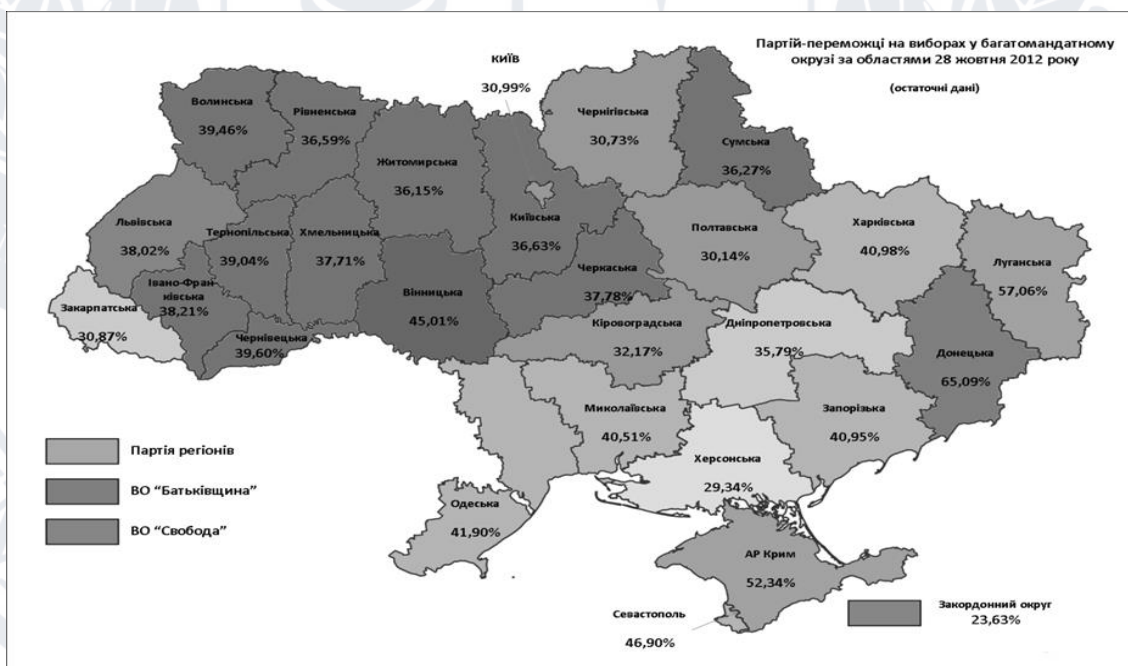 Партій-переможці на виборах у багатомандатному
окрузі за областями 28 жовтня 2012 року
(остаточні дані)
КИЇВ
30,99%
Волинська
39,46%
Рівненська
36,59%
Житомирська
36,15%
Чернігівська
30,73%
Сумська
36,27%
Львівська
38,02%
Тернопільська
39,04%
Хмельницька
37,71%
Київська
36,63%
Полтавська
30,14%
Харківська
40,98%
Луганська
57,06%
Івано-Фран-
ківська
38,21%
Закарпатська
30,87%
Чернівецька
39,60%
Вінницька
45,01%
Черкаська
37,78%
Кіровоградська
32,17%
Дніпропетровська
35,79%
Донецька
65,09%
Миколаївська
40,51%
Запорізька
40,95%
Херсонська
29,34%
Одеська
41,90%
АР Крим
52,34%
Севастополь
46,90%
Партія регіонів
ВО “Батьківщина”
ВО “Свобода”
Закордонний округ
23,63%